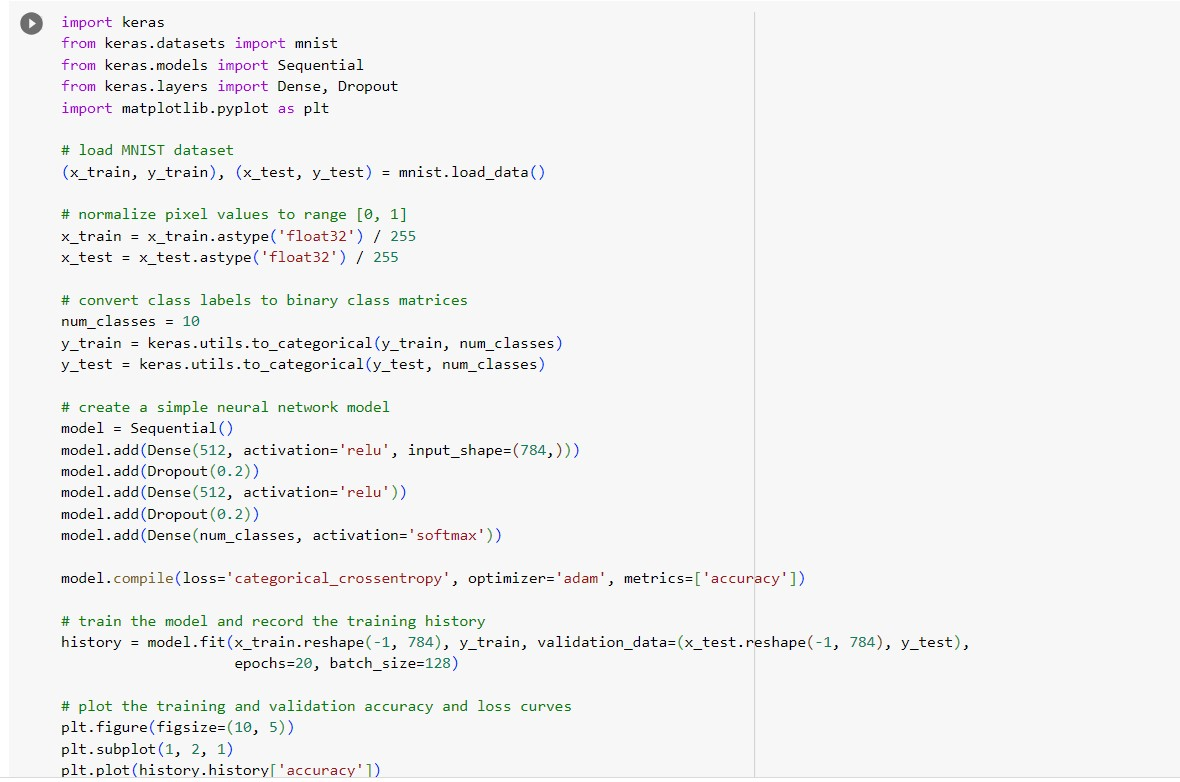 import keras
from keras.datasets import mnist
from keras.models import Sequential
from keras.layers import Dense, Dropout
import matplotlib.pyplot as plt

# load MNIST dataset
(x_train, y_train), (x_test, y_test) = mnist.load_data()

# normalize pixel values to range [0, 1]
x_train = x_train.astype('float32') / 255
x_test = x_test.astype('float32') / 255

# convert class labels to binary class matrices
num_classes = 10
y_train = keras.utils.to_categorical(y_train, num_classes)
y_test = keras.utils.to_categorical(y_test, num_classes)

# create a simple neural network model
model = Sequential()
model.add(Dense(512, activation='relu', input_shape=(784,)))
model.add(Dropout(0.2))
model.add(Dense(512, activation='relu'))
model.add(Dropout(0.2))
model.add(Dense(num_classes, activation='softmax'))

model.compile(loss='categorical_crossentropy', optimizer='adam', metrics=['accuracy'])

# train the model and record the training history
history = model.fit(x_train.reshape(-1, 784), y_train, validation_data=(x_test.reshape(-1, 784), y_test),
                    epochs=20, batch_size=128)

# plot the training and validation accuracy and loss curves
plt.figure(figsize=(10, 5))
plt.subplot(1, 2, 1)
plt.plot(history.history['accuracy'])